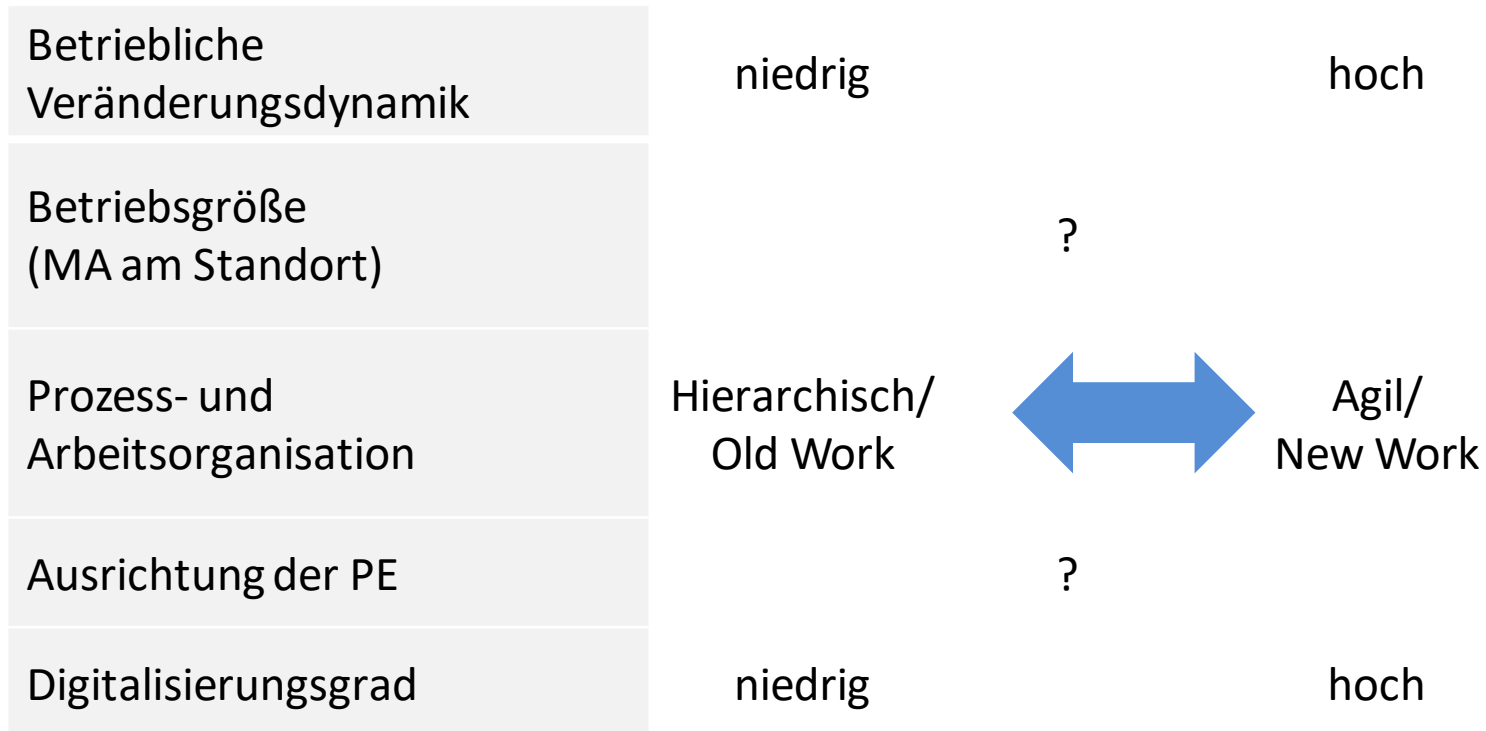 Betriebliche
Veränderungsdynamik
niedrig
hoch
Betriebsgröße
(MA am Standort)
?
Prozess- und
Arbeitsorganisation
Hierarchisch/
Old Work
Agil/
New Work
Ausrichtung der PE
?
Digitalisierungsgrad
niedrig
hoch